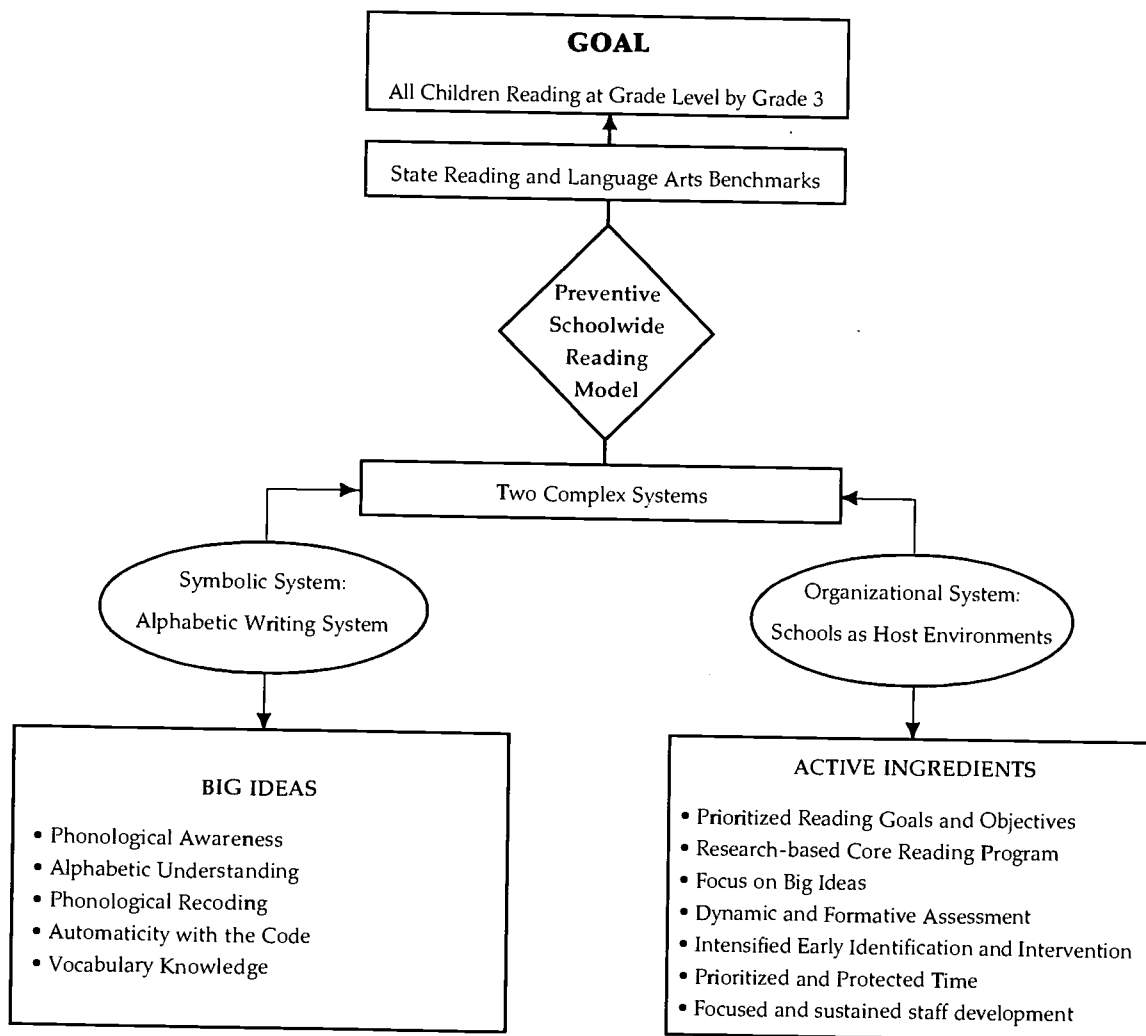 GOAL
All Children Reading at Grade Level by Grade 3
State Reading and Language Arts Benchmarks
Preventive
Schoolwide
Reading
Model
Two Complex Systems
Symbolic System:
Alphabetic Writing System
Organizational System:
Schools as Host Environments
BIG IDEAS
• Phonological Awareness
• Alphabetic Understanding
• Phonological Recoding
• Automaticity with the Code
• Vocabulary Knowledge
ACTIVE INGREDIENTS
• Prioritized Reading Goals and Objectives
• Research-based Core Reading Program
• Focus on Big Ideas
• Dynamic and Formative Assessment
• Intensified Early Identification and Intervention
• Prioritized and Protected Time
• Focused and sustained staff development